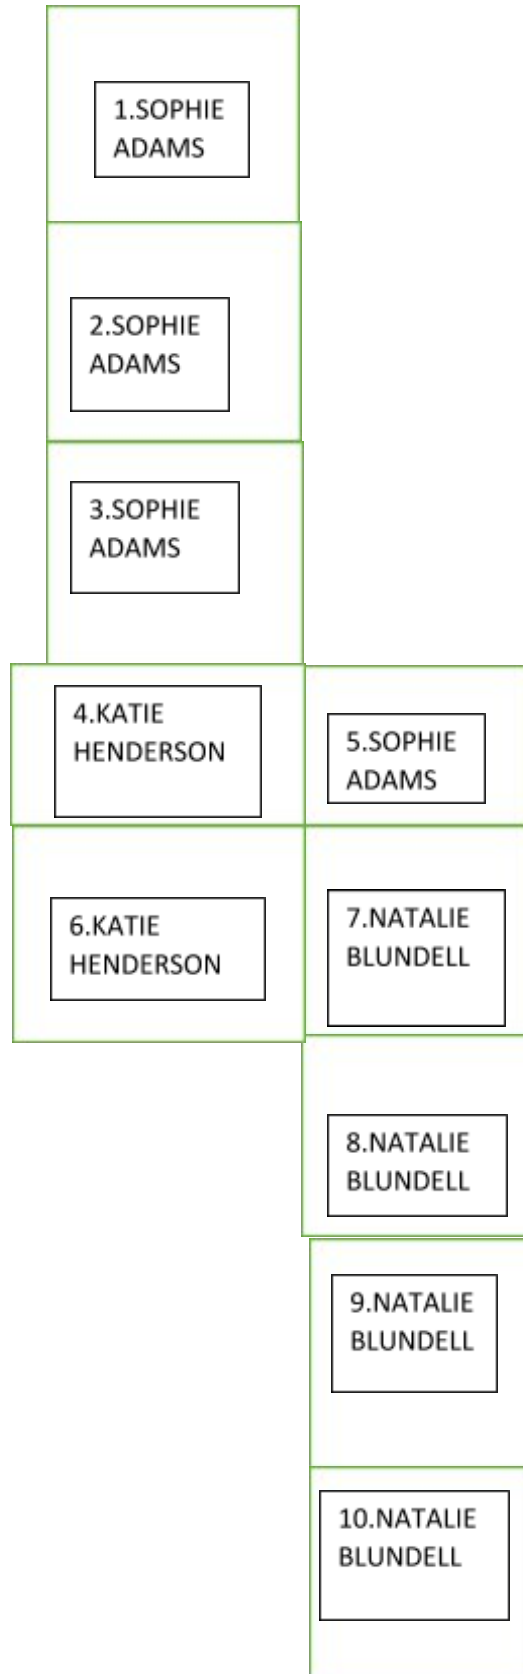 1.SOPHIE
ADAMS
2.SOPHIE
ADAMS
3.SOPHIE
ADAMS
4.KATIE
HENDERSON
5.SOPHIE
ADAMS
6.KATIE
HENDERSON
7.NATALIE
BLUNDELL
8.NATALIE
BLUNDELL
9.NATALIE
BLUNDELL
10.NATALIE
BLUNDELL